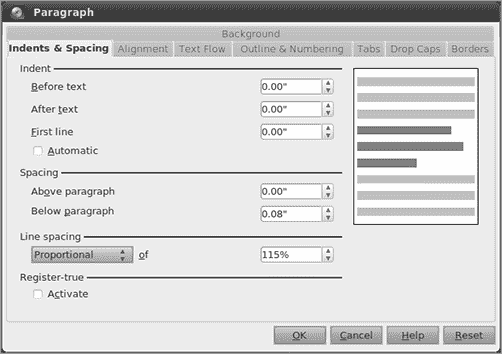 Paragraph
Background
Indents & Spacing Alignment Text Flow Outline & Numbering Tabs Drop Caps Borders
Indent
Before text 0.00"
After text 0.00"
First line 0.00"
Automatic
Spacing
Above paragraph 0.00"
Below paragraph 0.08"
Line spacing
Proportional of 115%
Register-true
Activate
OK Cancel Help Reset